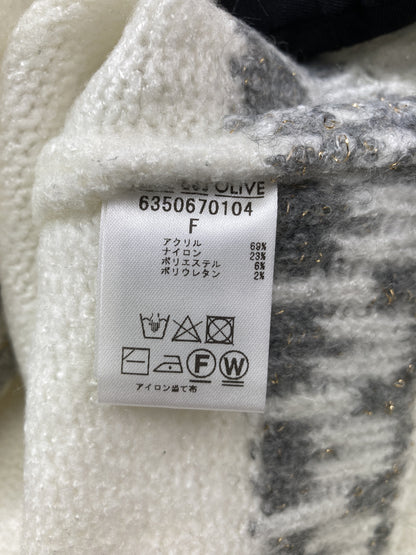 OLIVE
6350670104
F
アクリル 69%
ナイロン 23%
ポリエステル 6%
ポリウレタン 2%
F W
アイロン当て布